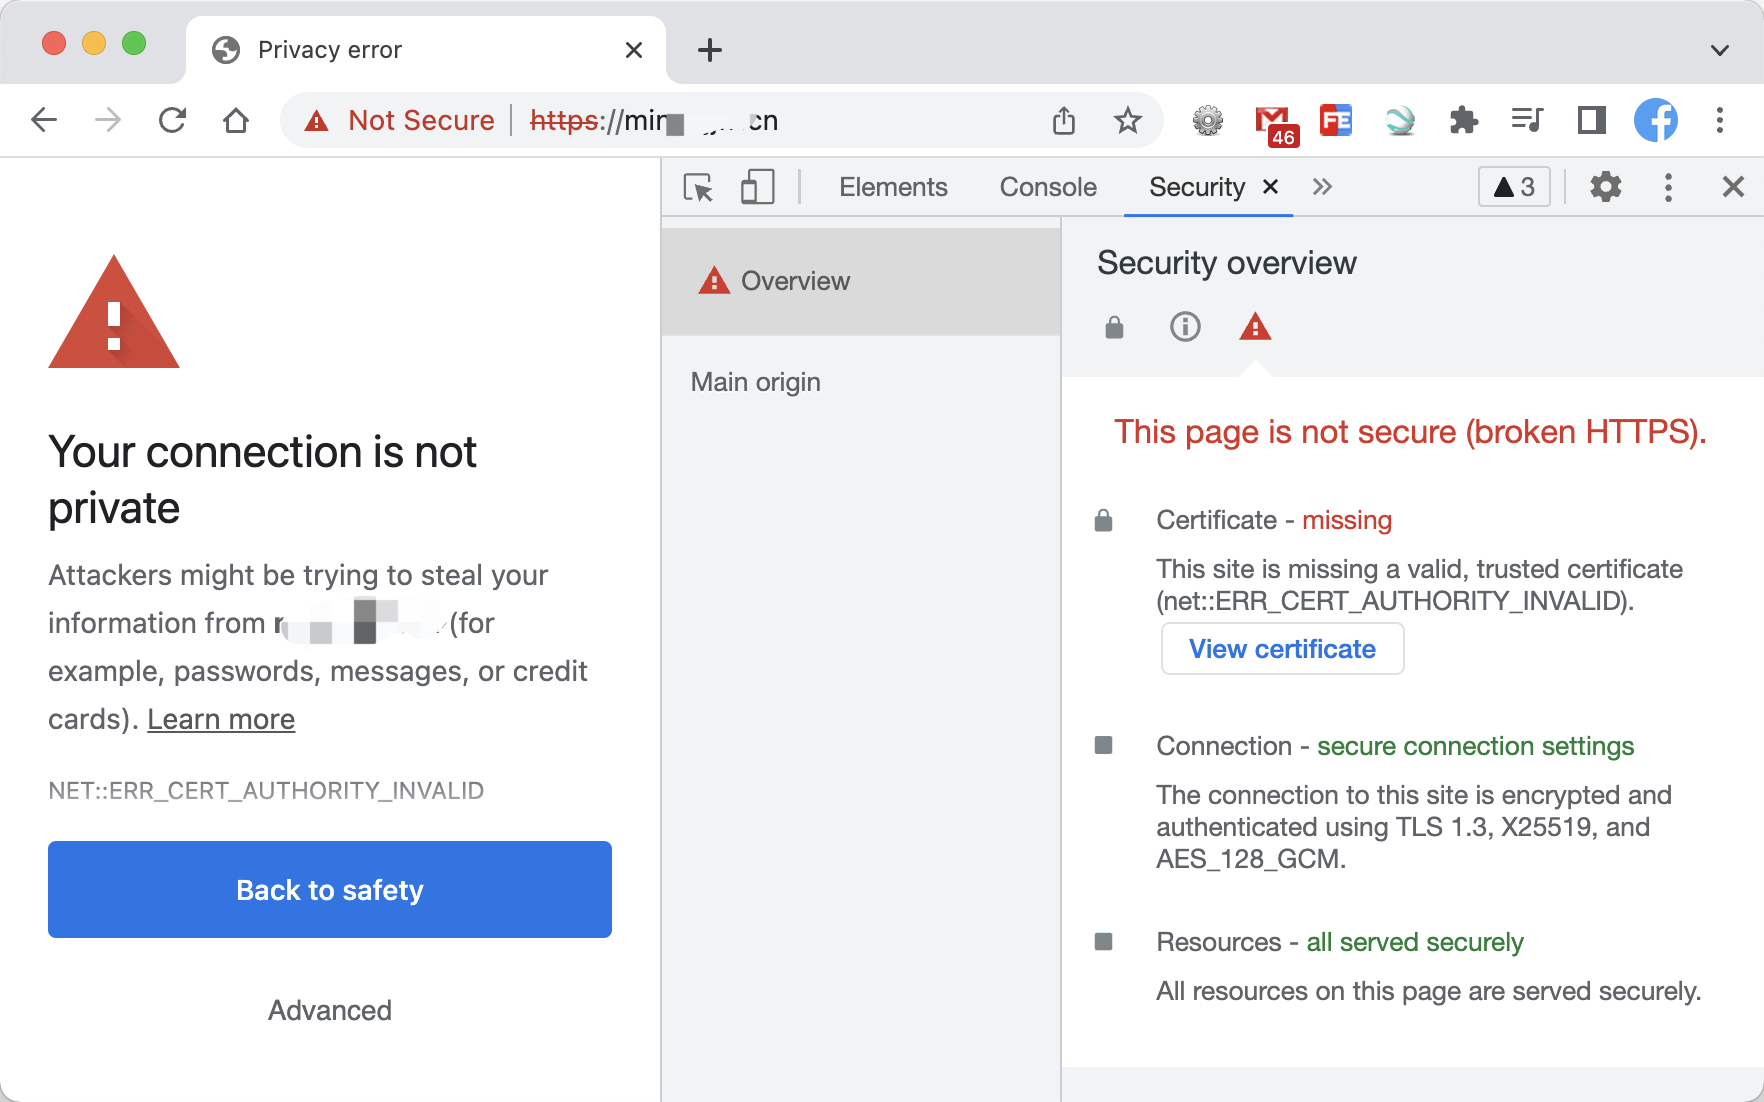 Privacy error
Not Secure
https://
46
FE
Elements
Console
Security
3
Overview
Main origin
Your connection is not
private
Attackers might be trying to steal your
information from (for
example, passwords, messages, or credit
cards). Learn more
NET::ERR_CERT_AUTHORITY_INVALID
Back to safety
Advanced
Security overview
This page is not secure (broken HTTPS).
Certificate - missing
This site is missing a valid, trusted certificate
(net::ERR_CERT_AUTHORITY_INVALID).
View certificate
Connection - secure connection settings
The connection to this site is encrypted and
authenticated using TLS 1.3, X25519, and
AES_128_GCM.
Resources - all served securely
All resources on this page are served securely.